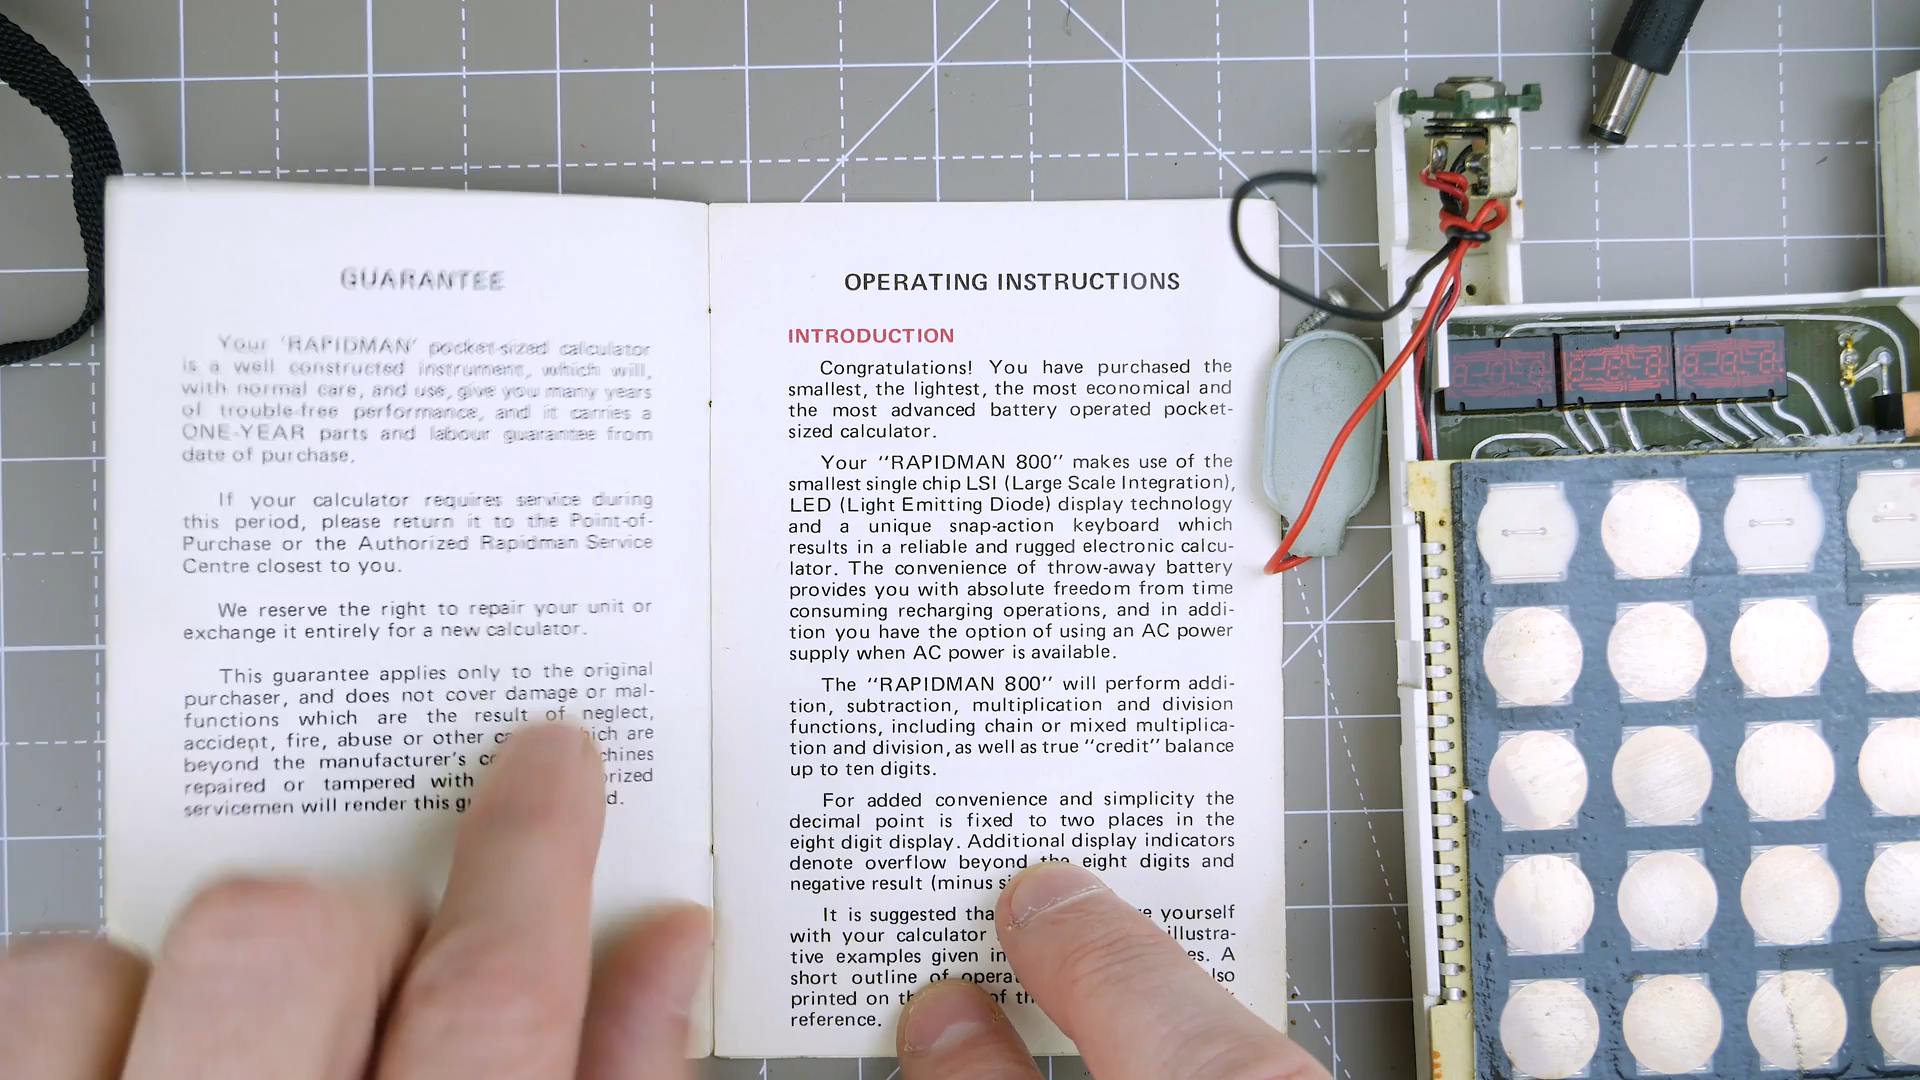 GUARANTEE
Your 'RAPIDMAN' pocket-sized calculator
is a well constructed instrument, which will,
with normal care, and use, give you many years
of trouble-free performance, and it carries a
ONE-YEAR parts and labour guarantee from
date of purchase.
If your calculator requires service during
this period, please return it to the Point-of-
Purchase or the Authorized Rapidman Service
Centre closest to you.
We reserve the right to repair your unit or
exchange it entirely for a new calculator.
This guarantee applies only to the original
purchaser, and does not cover damage or mal-
functions which are the result of neglect,
accident, fire, abuse or other are
beyond the manufacturer's
repaired or tampered with
servicemen will render this
OPERATING INSTRUCTIONS
INTRODUCTION
Congratulations! You have purchased the
smallest, the lightest, the most economical and
the most advanced battery operated pocket-
sized calculator.
Your "RAPIDMAN 800" makes use of the
smallest single chip LSI (Large Scale Integration),
LED (Light Emitting Diode) display technology
and a unique snap-action keyboard which
results in a reliable and rugged electronic calcu-
lator. The convenience of throw-away battery
provides you with absolute freedom from time
consuming recharging operations, and in addi-
tion you have the option of using an AC power
supply when AC power is available.
The "RAPIDMAN 800" will perform addi-
tion, subtraction, multiplication and division
functions, including chain or mixed multiplica-
tion and division, as well as true "credit" balance
up to ten digits.
For added convenience and simplicity the
decimal point is fixed to two places in the
eight digit display. Additional display indicators
denote overflow beyond the eight digits and
negative result (minus
It is suggested yourself
with your calculator illustra-
tive examples given in A
short outline of
printed on of
reference.